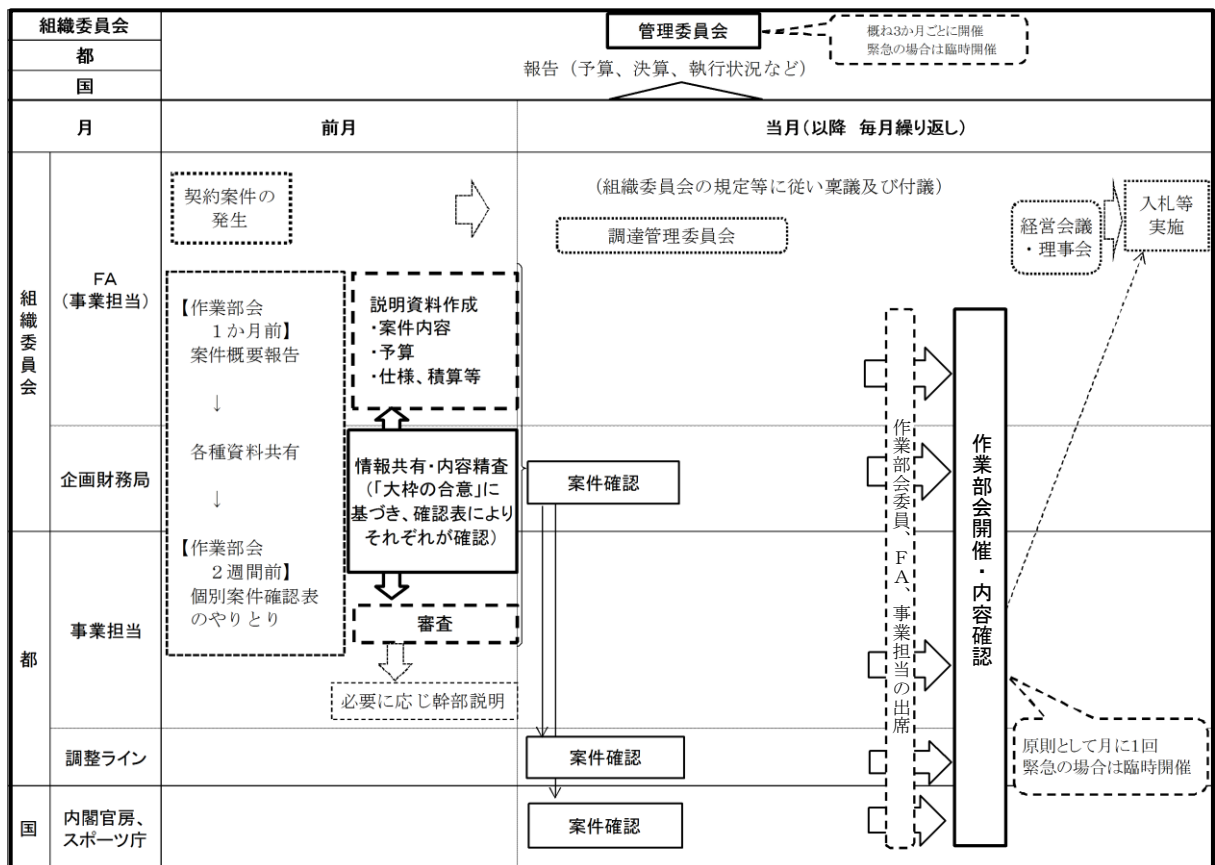 組織委員会
都
国
管理委員会
概ね3か月ごとに開催
緊急の場合は臨時開催
報告（予算、決算、執行状況など）
月
前月
当月（以降 毎月繰り返し）
組織委員会
ＦＡ
（事業担当）
契約案件の
発生
（組織委員会の規定等に従い稟議及び付議）
調達管理委員会
経営会議
・理事会
入札等
実施
【作業部会
１か月前】
案件概要報告
↓
各種資料共有
↓
【作業部会
２週間前】
個別案件確認表
のやりとり
説明資料作成
・案件内容
・予算
・仕様、積算等
企画財務局
情報共有・内容精査
（「大枠の合意」に
基づき、確認表により
それぞれが確認）
案件確認
作業部会委員、ＦＡ、事業担当の出席
作業部会開催・内容確認
都
事業担当
審査
必要に応じ幹部説明
調整ライン
案件確認
原則として月に1回
緊急の場合は臨時開催
国
内閣官房、
スポーツ庁
案件確認